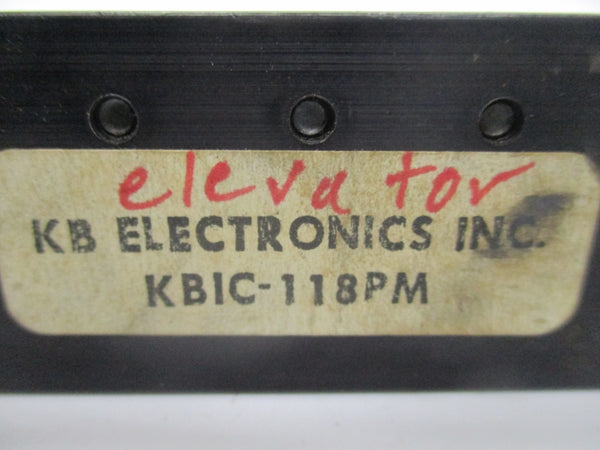 elevator
KB ELECTRONICS INC.
KBIC-118PM